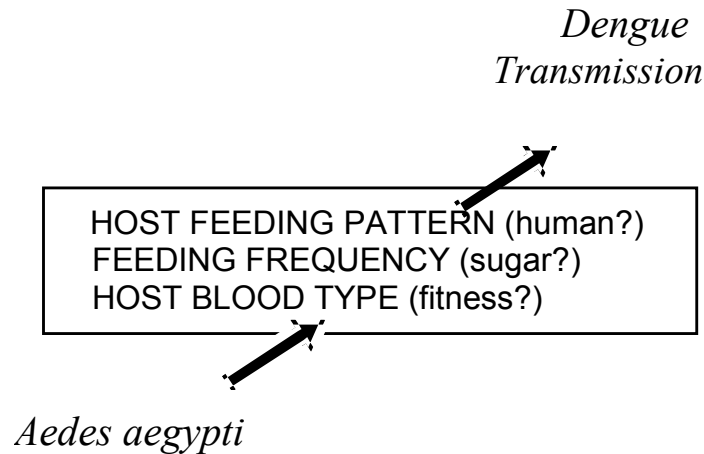 Dengue
Transmission
HOST FEEDING PATTERN (human?)
FEEDING FREQUENCY (sugar?)
HOST BLOOD TYPE (fitness?)
Aedes aegypti